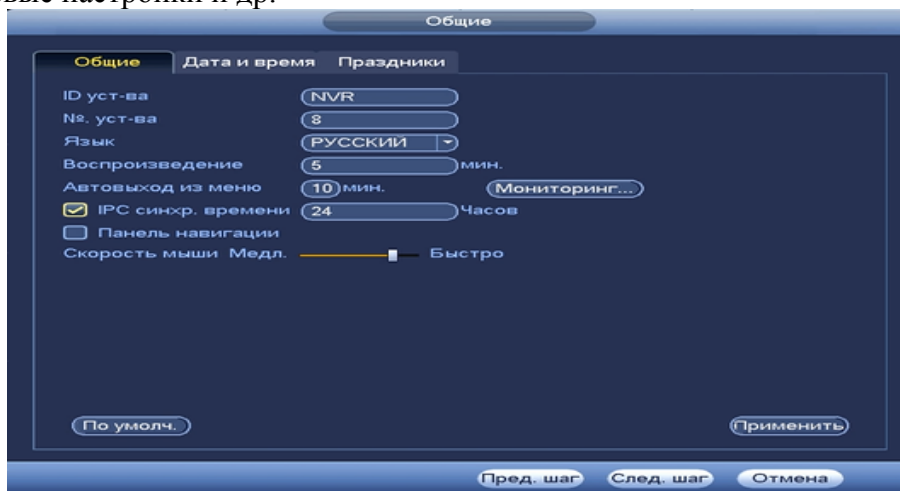 настройки и др.
Общие
Общие Дата и время Праздники
ID уст-ва NVR
№. уст-ва 8
Язык РУССКИЙ
Воспроизведение 5 мин.
Автовыход из меню 10 мин. Мониторинг...
IPC синхр. времени 24 Часов
Панель навигации
Скорость мыши Медл. Быстро
По умолч. Применить
Пред. шаг След. шаг Отмена